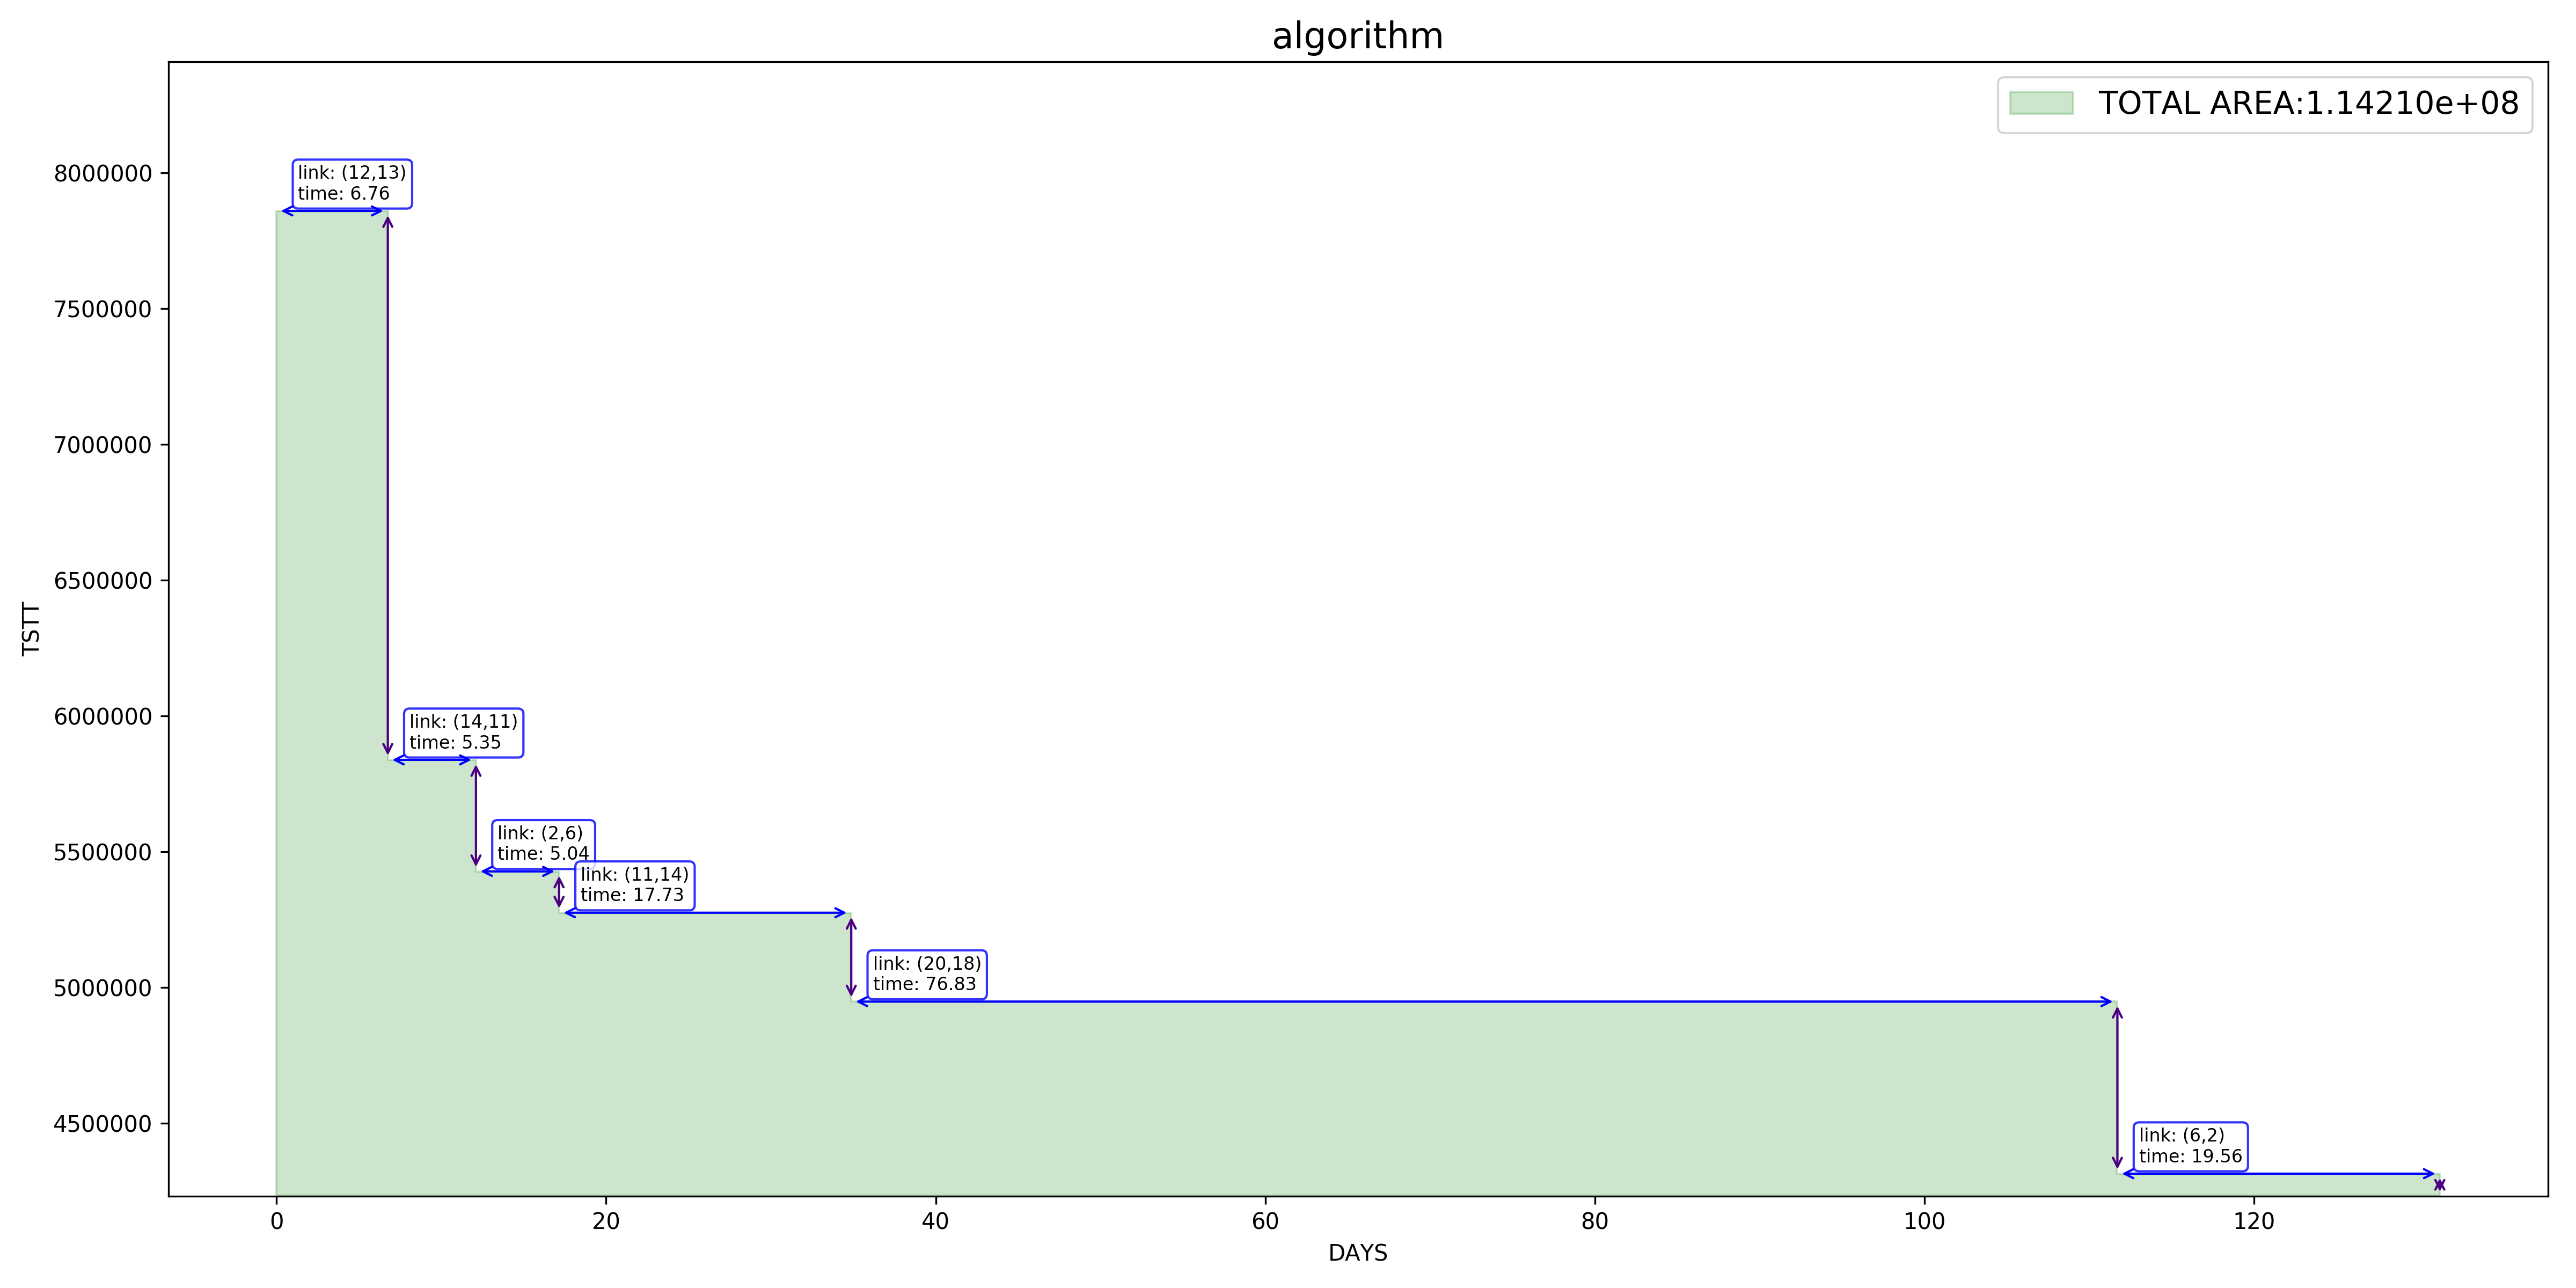 algorithm
TOTAL AREA:1.14210e+08
8000000
7500000
7000000
6500000
6000000
5500000
5000000
4500000
TSTT
link: (12,13)
time: 6.76
link: (14,11)
time: 5.35
link: (2,6)
time: 5.04
link: (11,14)
time: 17.73
link: (20,18)
time: 76.83
link: (6,2)
time: 19.56
0 20 40 60 80 100 120
DAYS